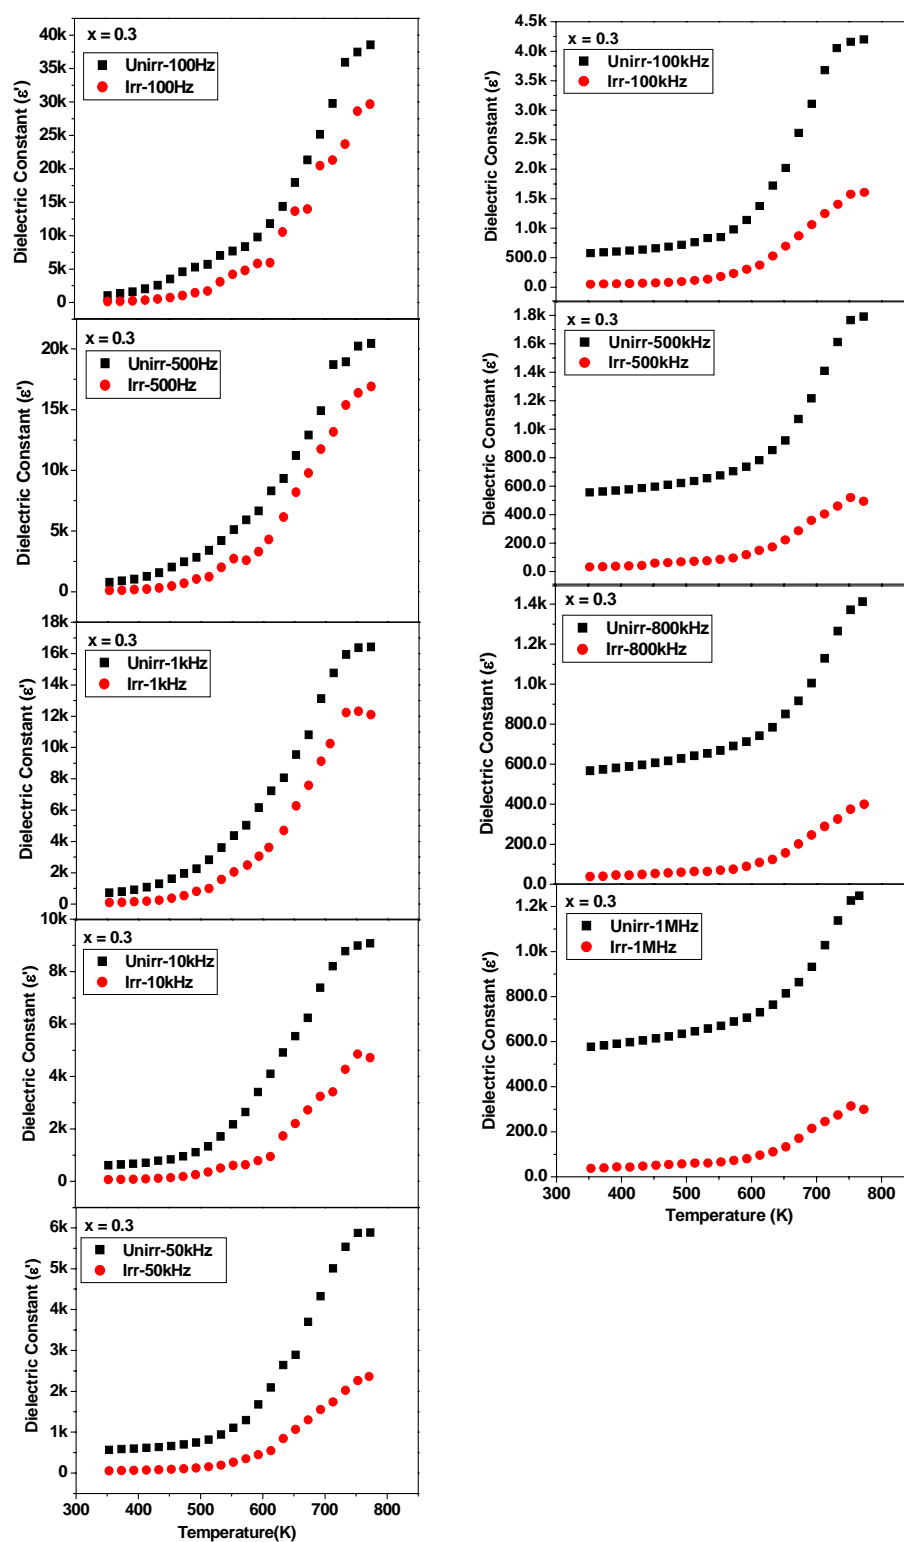 x = 0.3
Unirr-100Hz
Irr-100Hz
Dielectric Constant (ε')
40k
35k
30k
25k
20k
15k
10k
5k
0
x = 0.3
Unirr-500Hz
Irr-500Hz
Dielectric Constant (ε')
20k
15k
10k
5k
0
x = 0.3
Unirr-1kHz
Irr-1kHz
Dielectric Constant (ε')
18k
16k
14k
12k
10k
8k
6k
4k
2k
0
x = 0.3
Unirr-10kHz
Irr-10kHz
Dielectric Constant (ε')
10k
8k
6k
4k
2k
0
x = 0.3
Unirr-50kHz
Irr-50kHz
Dielectric Constant (ε')
6k
5k
4k
3k
2k
1k
0
300 400 500 600 700 800
Temperature(K)
x = 0.3
Unirr-100kHz
Irr-100kHz
Dielectric Constant (ε')
4.5k
4.0k
3.5k
3.0k
2.5k
2.0k
1.5k
1.0k
500.0
0.0
x = 0.3
Unirr-500kHz
Irr-500kHz
Dielectric Constant (ε')
1.8k
1.6k
1.4k
1.2k
1.0k
800.0
600.0
400.0
200.0
0.0
x = 0.3
Unirr-800kHz
Irr-800kHz
Dielectric Constant (ε')
1.4k
1.2k
1.0k
800.0
600.0
400.0
200.0
0.0
x = 0.3
Unirr-1MHz
Irr-1MHz
Dielectric Constant (ε')
1.2k
1.0k
800.0
600.0
400.0
200.0
0.0
300 400 500 600 700 800
Temperature (K)